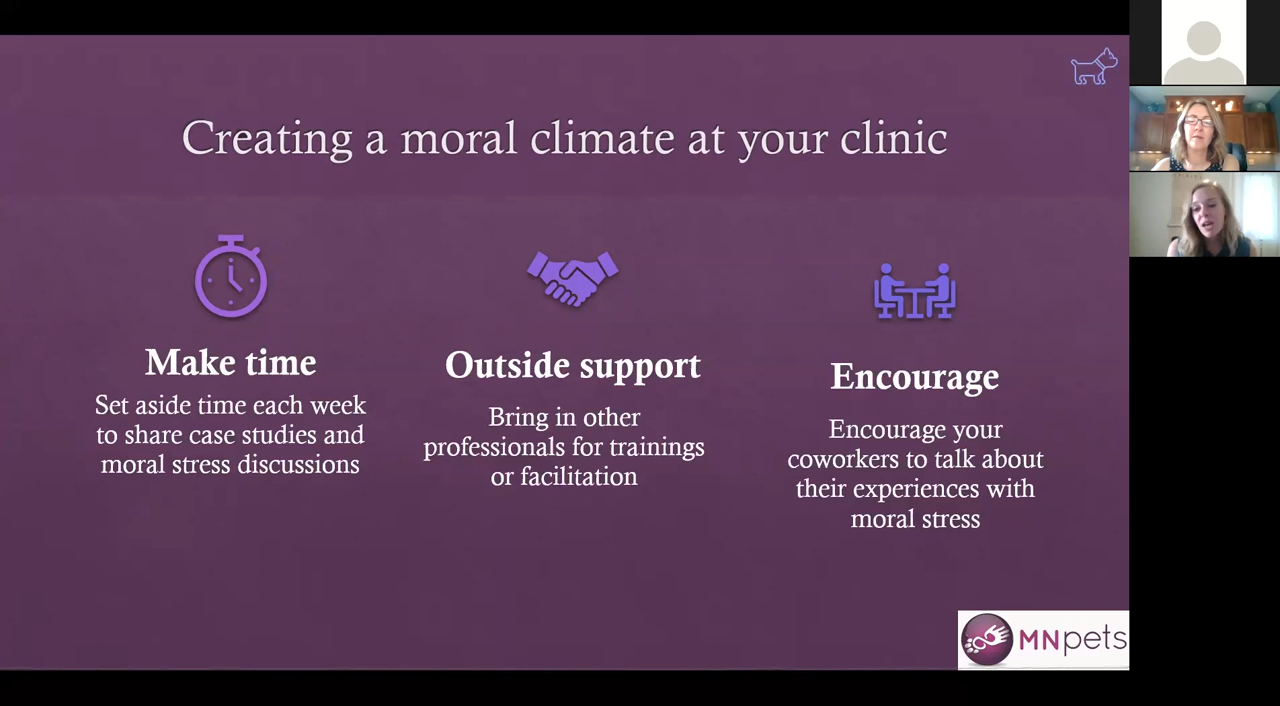 Creating a moral climate at your clinic
Make time
Set aside time each week
to share case studies and
moral stress discussions
Outside support
Bring in other
professionals for trainings
or facilitation
Encourage
Encourage your
coworkers to talk about
their experiences with
moral stress
MNpets